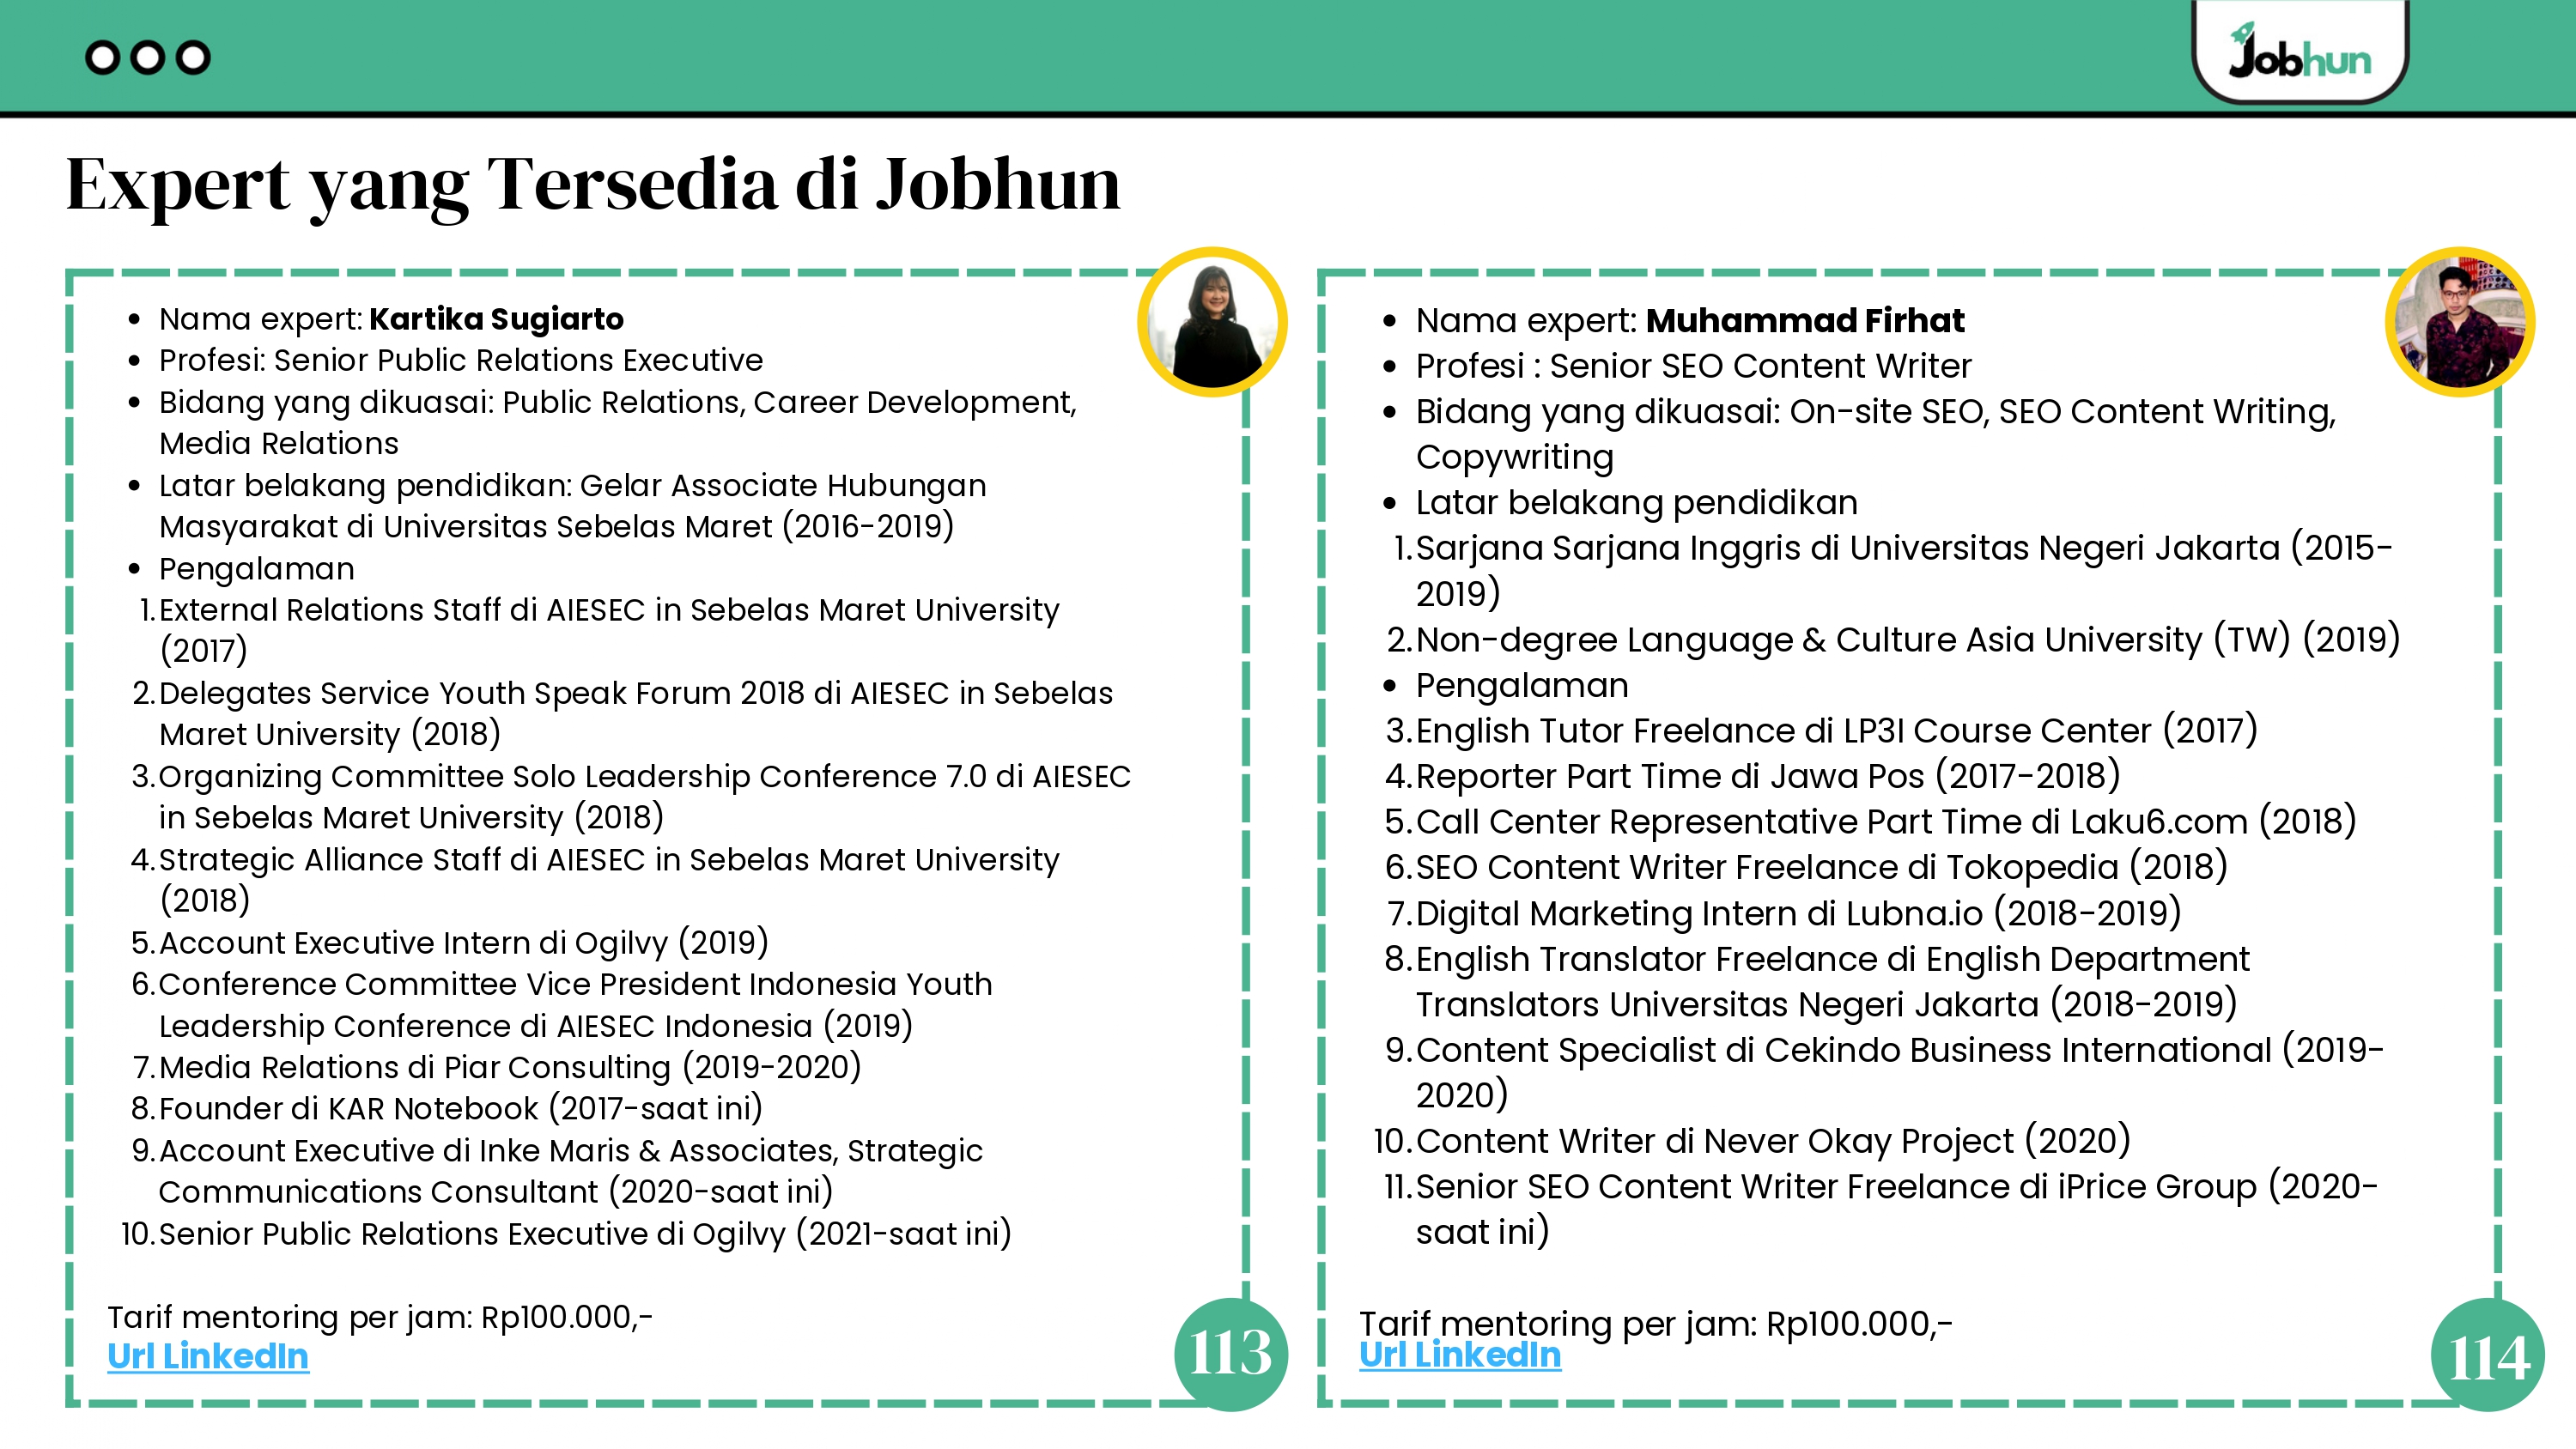 Jobhun
Expert yang Tersedia di Jobhun
• Nama expert: Kartika Sugiarto
• Profesi: Senior Public Relations Executive
• Bidang yang dikuasai: Public Relations, Career Development,
Media Relations
• Latar belakang pendidikan: Gelar Associate Hubungan
Masyarakat di Universitas Sebelas Maret (2016-2019)
• Pengalaman
1. External Relations Staff di AIESEC in Sebelas Maret University
(2017)
2. Delegates Service Youth Speak Forum 2018 di AIESEC in Sebelas
Maret University (2018)
3. Organizing Committee Solo Leadership Conference 7.0 di AIESEC
in Sebelas Maret University (2018)
4. Strategic Alliance Staff di AIESEC in Sebelas Maret University
(2018)
5. Account Executive Intern di Ogilvy (2019)
6. Conference Committee Vice President Indonesia Youth
Leadership Conference di AIESEC Indonesia (2019)
7. Media Relations di Piar Consulting (2019-2020)
8. Founder di KAR Notebook (2017-saat ini)
9. Account Executive di Inke Maris & Associates, Strategic
Communications Consultant (2020-saat ini)
10. Senior Public Relations Executive di Ogilvy (2021-saat ini)
Tarif mentoring per jam: Rp100.000,-
Url LinkedIn
113
• Nama expert: Muhammad Firhat
• Profesi : Senior SEO Content Writer
• Bidang yang dikuasai: On-site SEO, SEO Content Writing,
Copywriting
• Latar belakang pendidikan
1. Sarjana Sarjana Inggris di Universitas Negeri Jakarta (2015-
2019)
2. Non-degree Language & Culture Asia University (TW) (2019)
• Pengalaman
3. English Tutor Freelance di LP3I Course Center (2017)
4. Reporter Part Time di Jawa Pos (2017-2018)
5. Call Center Representative Part Time di Laku6.com (2018)
6. SEO Content Writer Freelance di Tokopedia (2018)
7. Digital Marketing Intern di Lubna.io (2018-2019)
8. English Translator Freelance di English Department
Translators Universitas Negeri Jakarta (2018-2019)
9. Content Specialist di Cekindo Business International (2019-
2020)
10. Content Writer di Never Okay Project (2020)
11. Senior SEO Content Writer Freelance di iPrice Group (2020-
saat ini)
Tarif mentoring per jam: Rp100.000,-
Url LinkedIn
114